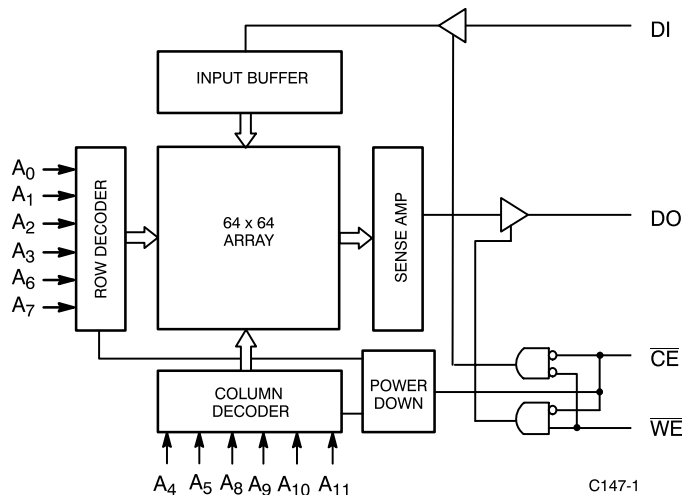 DI
INPUT BUFFER
A0
A1
A2
A3
A6
A7
ROW DECODER
64 x 64
ARRAY
SENSE AMP
DO
CE
WE
POWER
DOWN
COLUMN
DECODER
A4 A5 A8 A9 A10 A11
C147-1